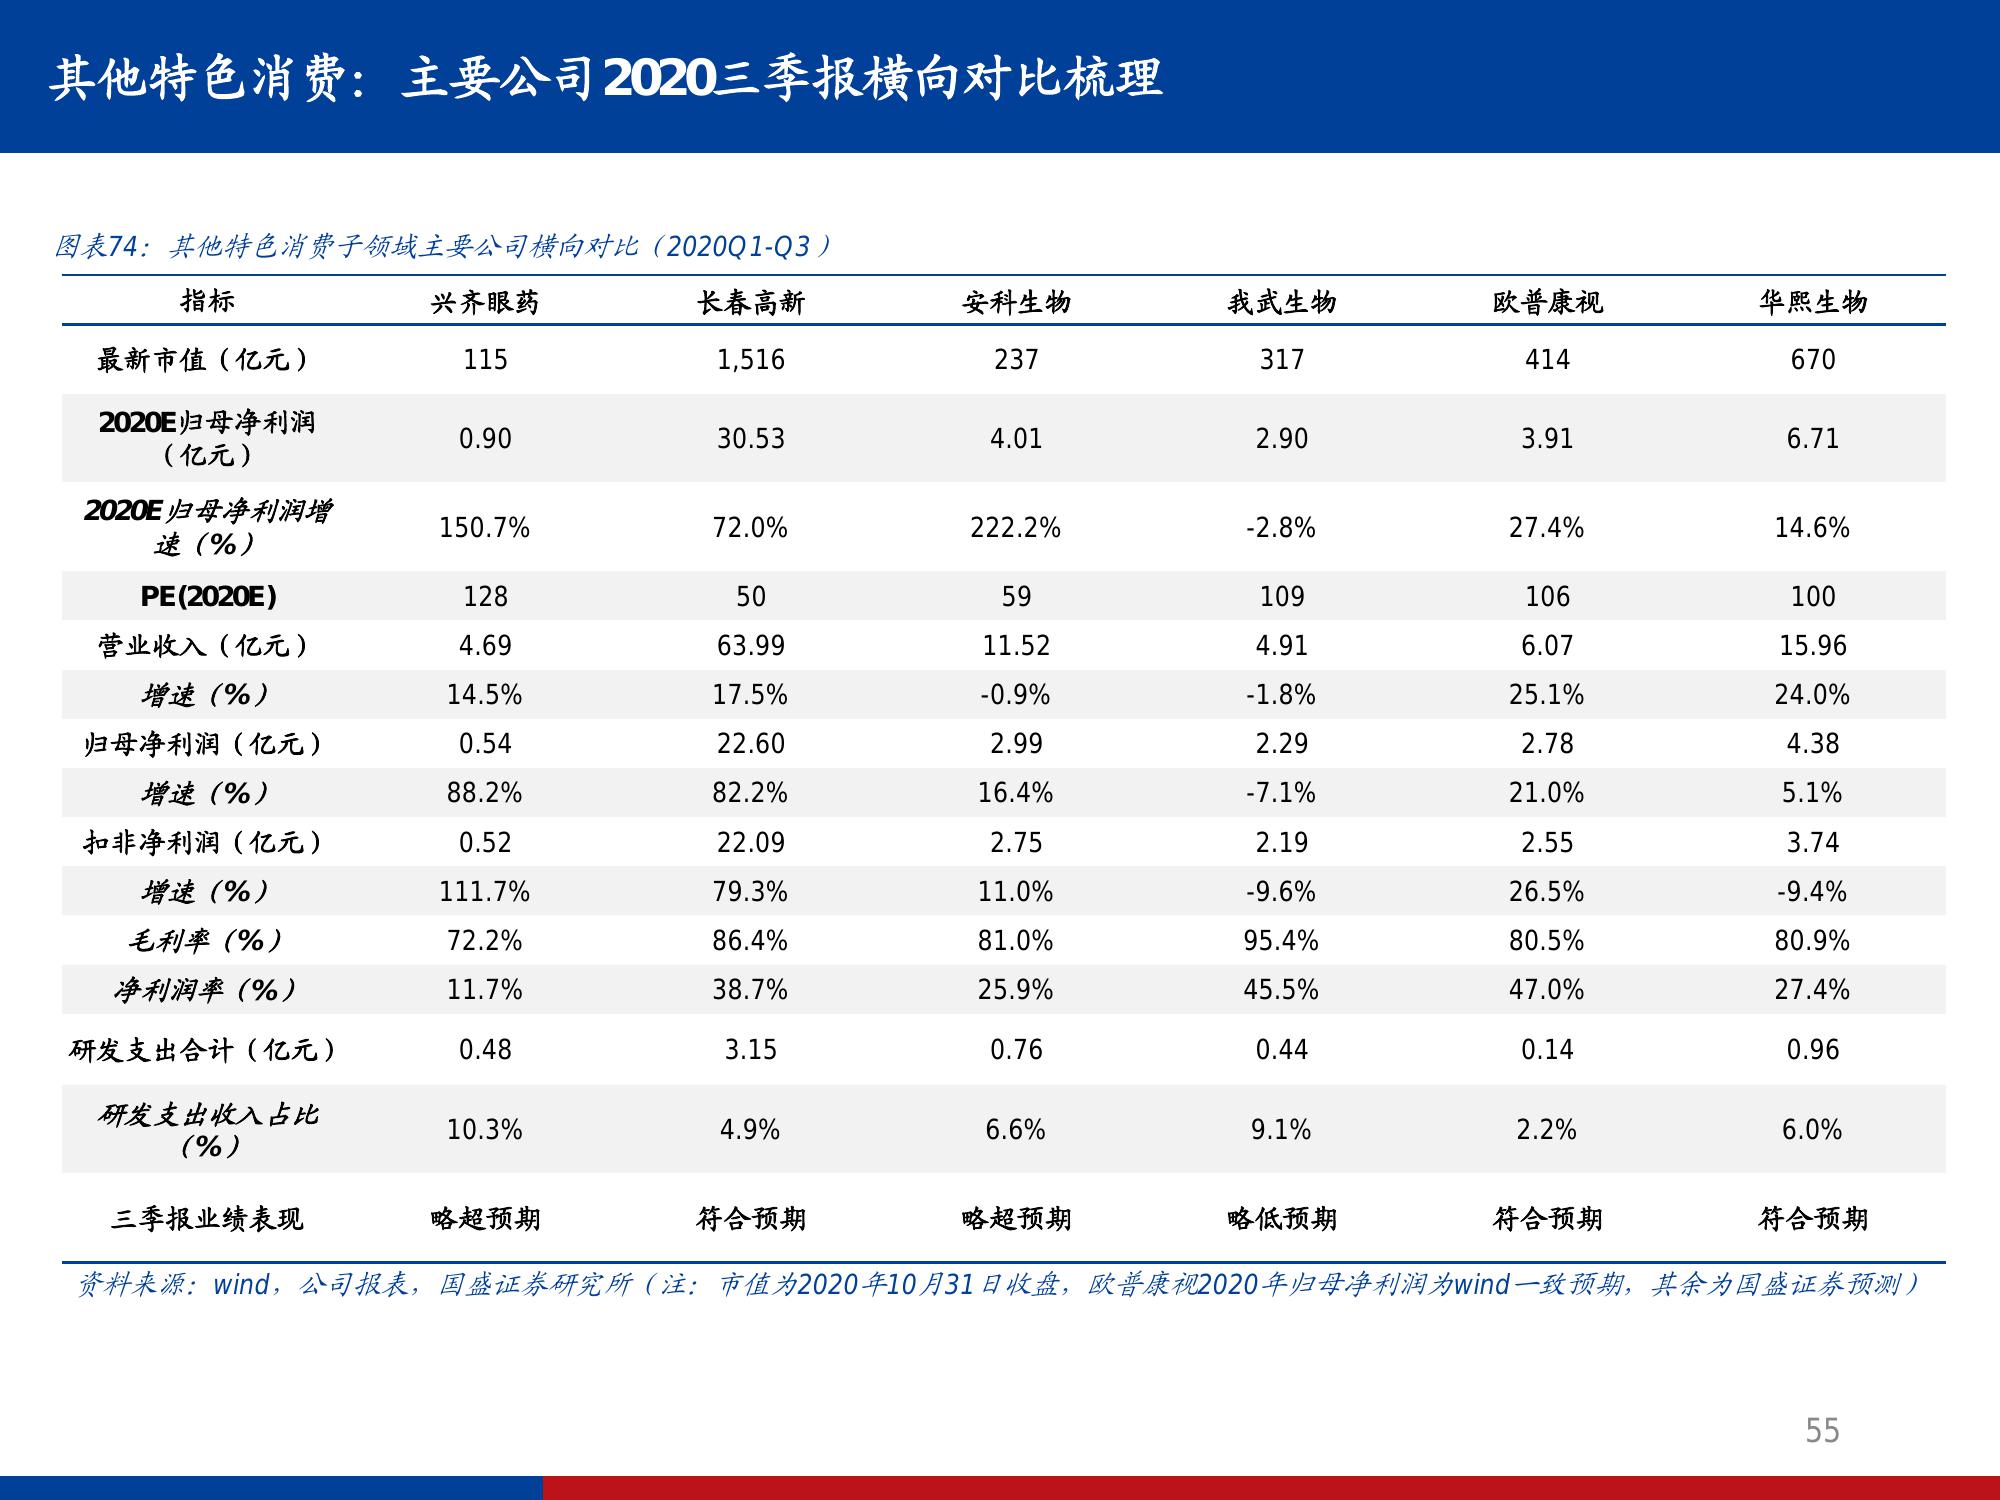 其他特色消费：主要公司2020三季报横向对比梳理
图表74：其他特色消费子领域主要公司横向对比（2020Q1-Q3）
指标 兴齐眼药 长春高新 安科生物 我武生物 欧普康视 华熙生物
最新市值（亿元） 115 1,516 237 317 414 670
2020E归母净利润
（亿元） 0.90 30.53 4.01 2.90 3.91 6.71
2020E归母净利润增
速（%） 150.7% 72.0% 222.2% -2.8% 27.4% 14.6%
PE(2020E) 128 50 59 109 106 100
营业收入（亿元） 4.69 63.99 11.52 4.91 6.07 15.96
增速（%） 14.5% 17.5% -0.9% -1.8% 25.1% 24.0%
归母净利润（亿元） 0.54 22.60 2.99 2.29 2.78 4.38
增速（%） 88.2% 82.2% 16.4% -7.1% 21.0% 5.1%
扣非净利润（亿元） 0.52 22.09 2.75 2.19 2.55 3.74
增速（%） 111.7% 79.3% 11.0% -9.6% 26.5% -9.4%
毛利率（%） 72.2% 86.4% 81.0% 95.4% 80.5% 80.9%
净利润率（%） 11.7% 38.7% 25.9% 45.5% 47.0% 27.4%
研发支出合计（亿元） 0.48 3.15 0.76 0.44 0.14 0.96
研发支出收入占比
（%） 10.3% 4.9% 6.6% 9.1% 2.2% 6.0%
三季报业绩表现 略超预期 符合预期 略超预期 略低预期 符合预期 符合预期
资料来源：wind，公司报表，国盛证券研究所（注：市值为2020年10月31日收盘，欧普康视2020年归母净利润为wind一致预期，其余为国盛证券预测）
55